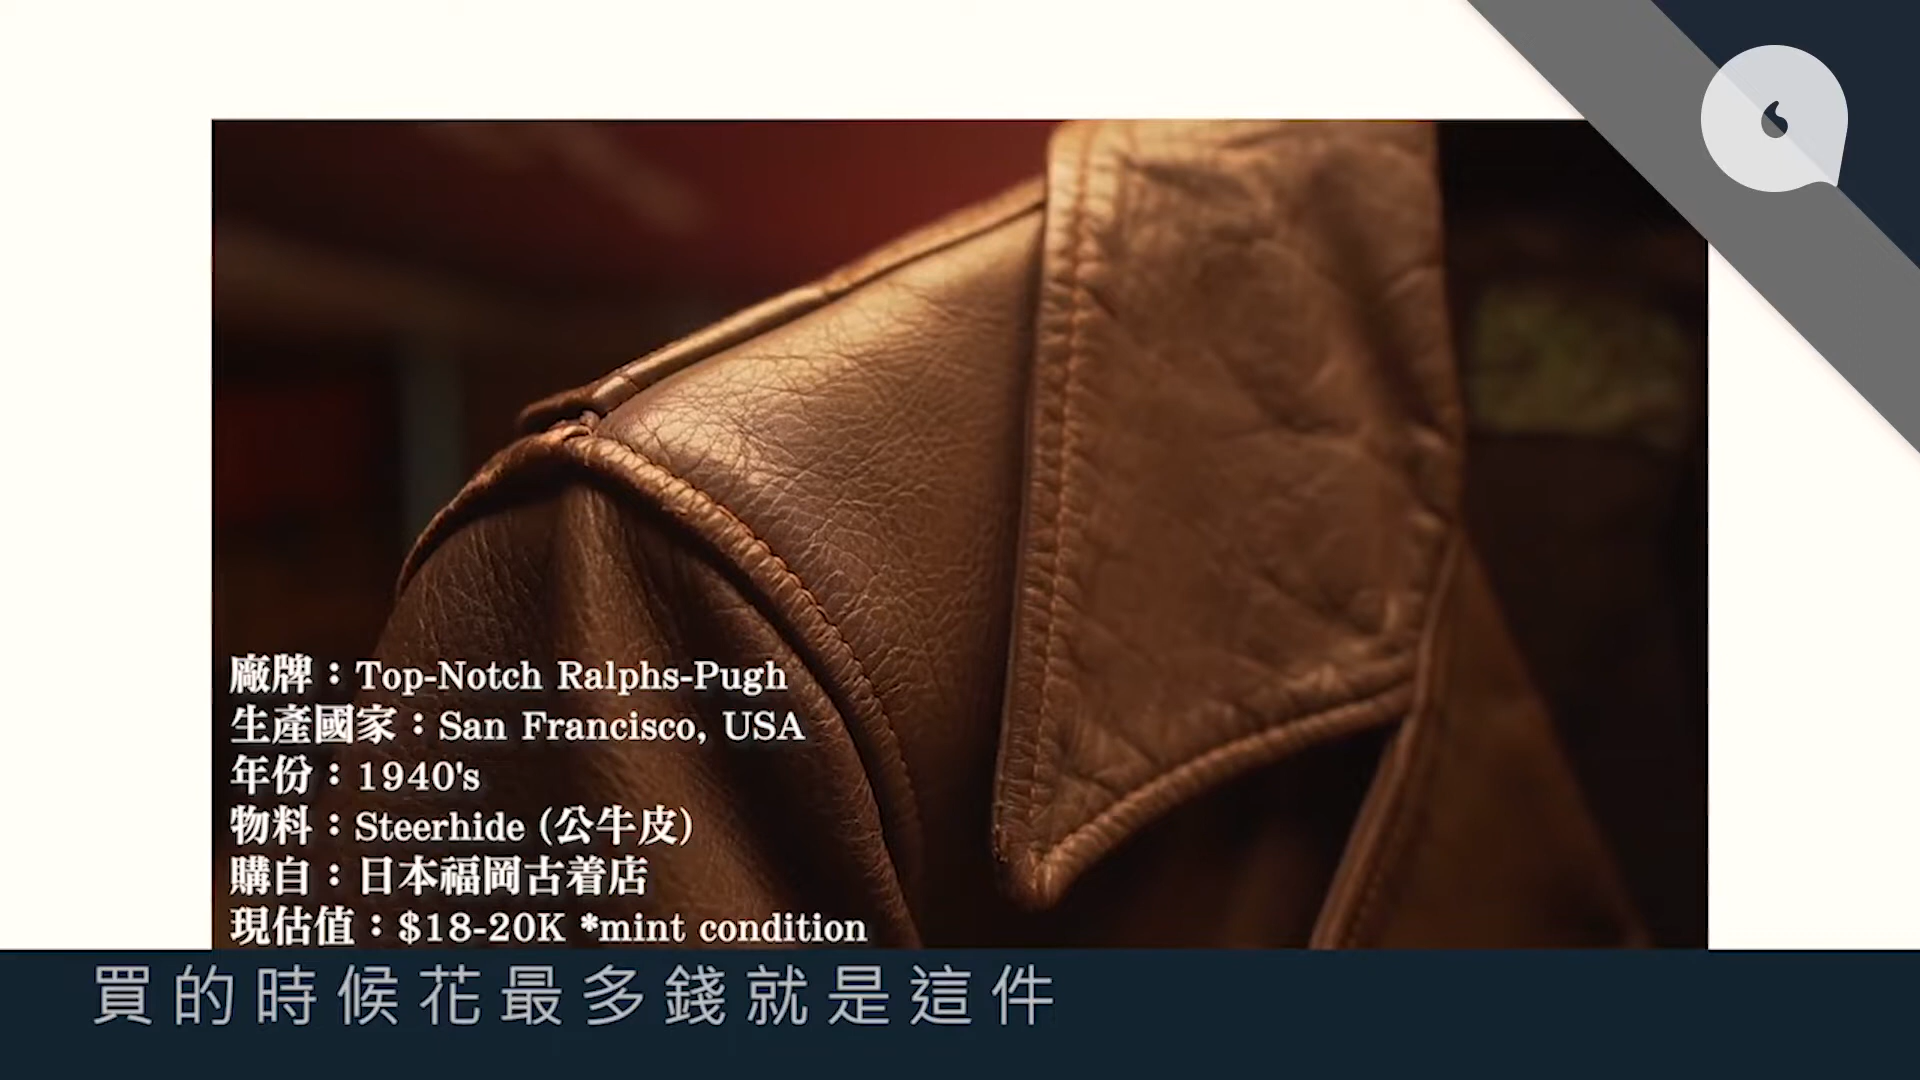 廠牌：Top-Notch Ralphs-Pugh
生產國家：San Francisco, USA
年份：1940's
物料：Steerhide (公牛皮)
購自：日本福岡古着店
現估值：$18-20K *mint condition
買的時候花最多錢就是這件